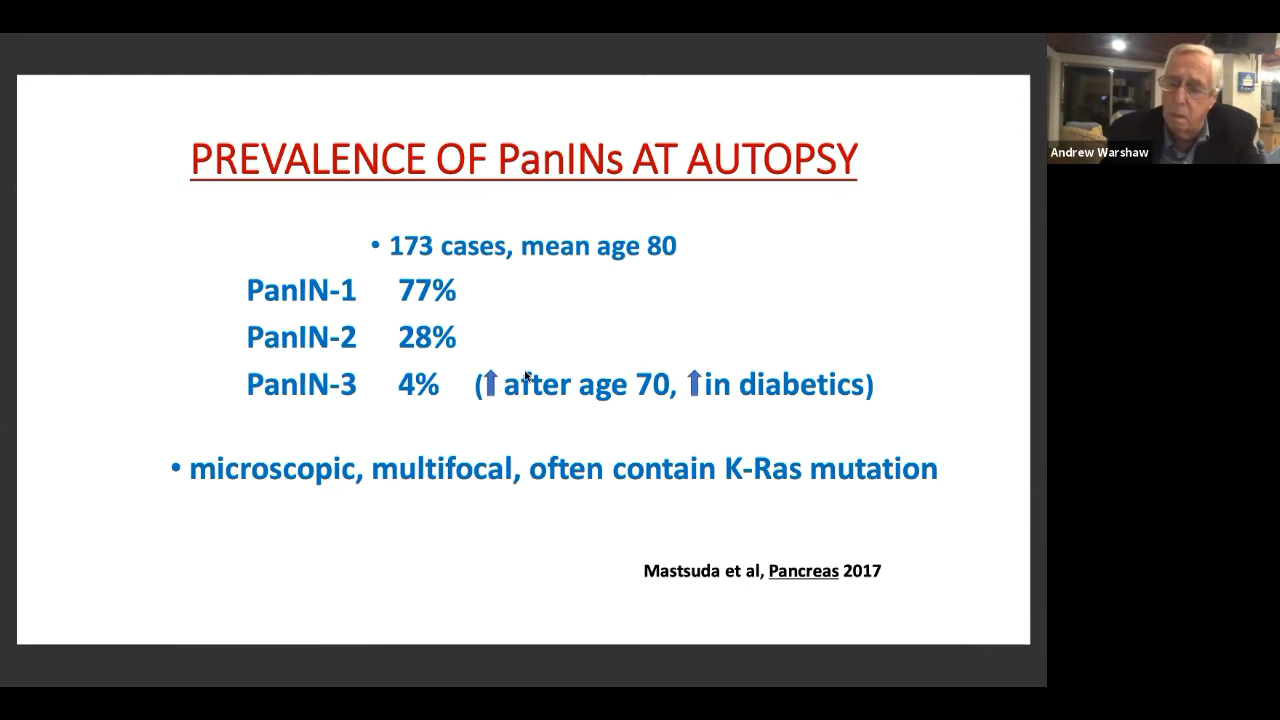 PREVALENCE OF PanINs AT AUTOPSY
• 173 cases, mean age 80
PanIN-1 77%
PanIN-2 28%
PanIN-3 4% (⬆ after age 70, ⬆in diabetics)
• microscopic, multifocal, often contain K-Ras mutation
Mastsuda et al, Pancreas 2017
Andrew Warshaw